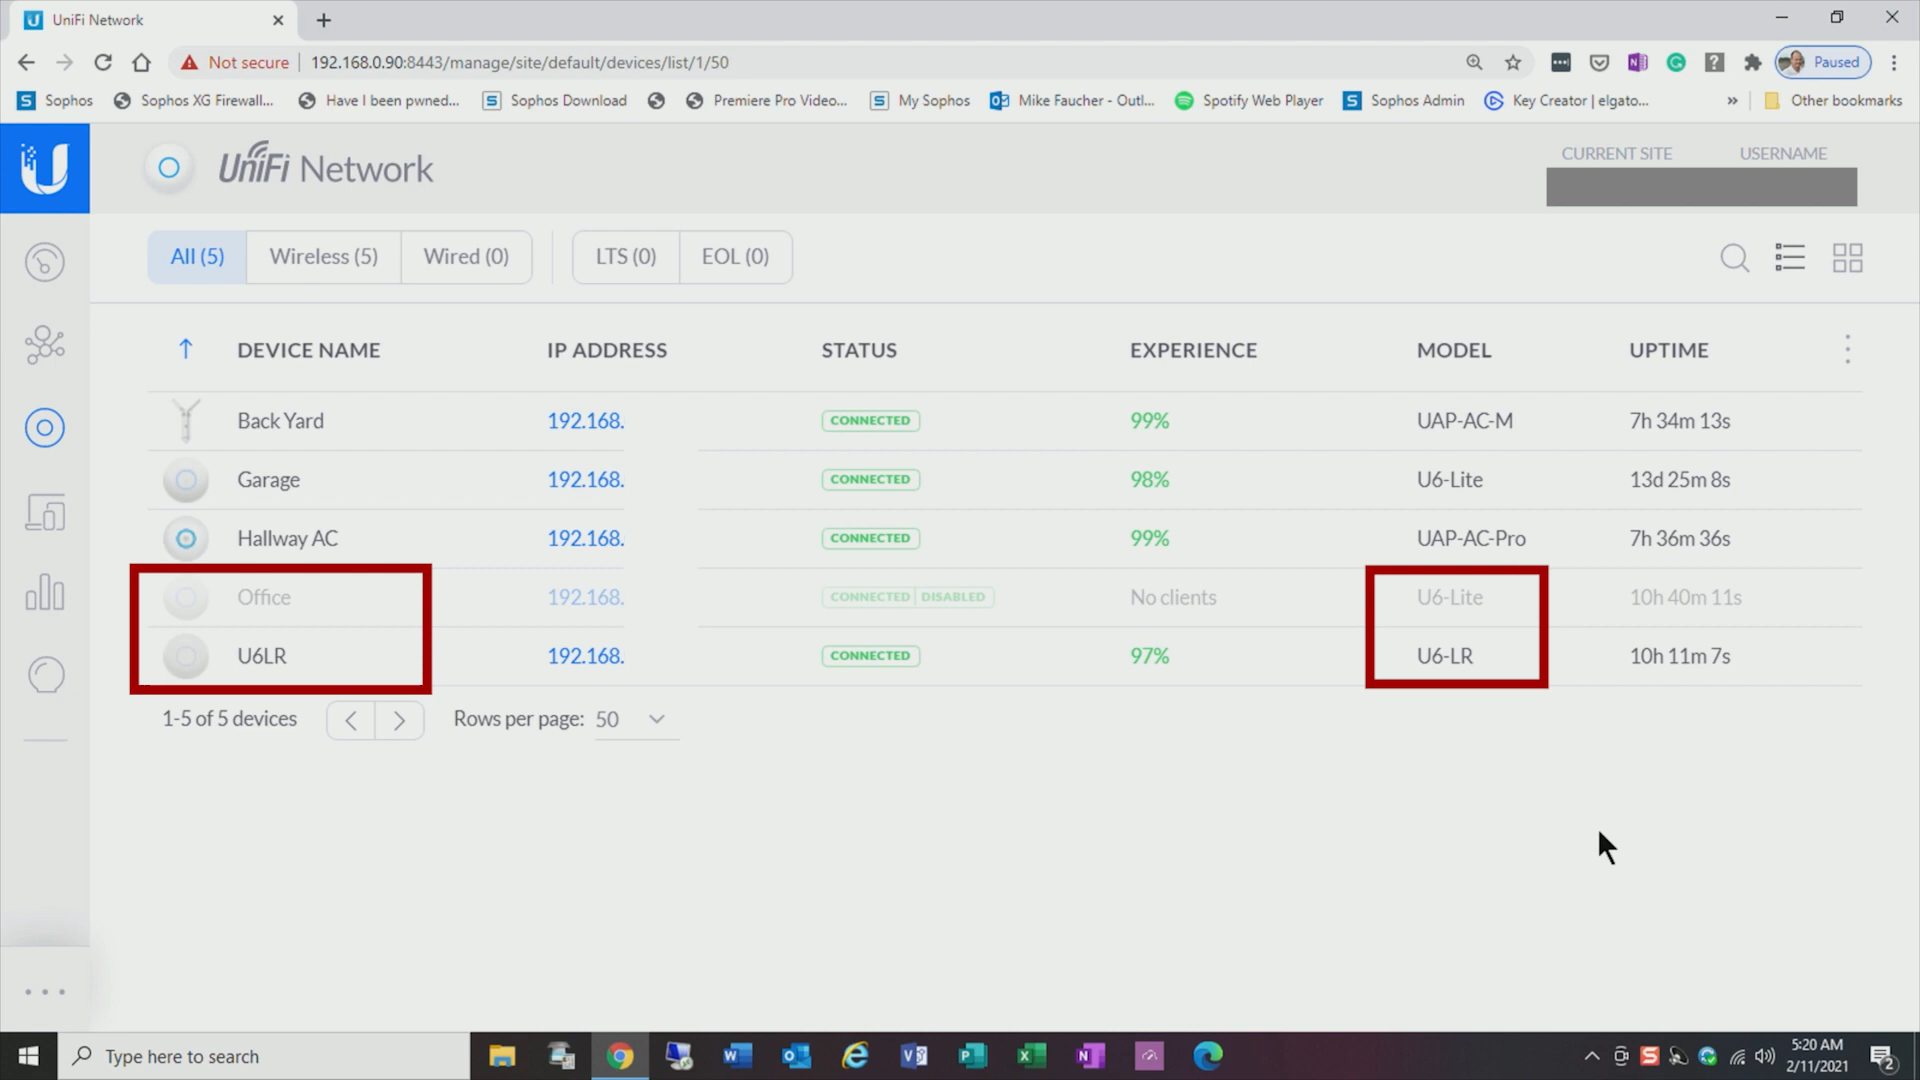 UniFi Network
Not secure 192.168.0.90:8443/manage/site/default/devices/list/1/50 Paused
Sophos Sophos XG Firewall... Have I been pwned... Sophos Download Premiere Pro Video... My Sophos Mike Faucher - Outl... Spotify Web Player Sophos Admin Key Creator | elgato... » Other bookmarks
UniFi Network
CURRENT SITE USERNAME
All (5) Wireless (5) Wired (0) LTS (0) EOL (0)
DEVICE NAME IP ADDRESS STATUS EXPERIENCE MODEL UPTIME
Back Yard 192.168. CONNECTED 99% UAP-AC-M 7h 34m 13s
Garage 192.168. CONNECTED 98% U6-Lite 13d 25m 8s
Hallway AC 192.168. CONNECTED 99% UAP-AC-Pro 7h 36m 36s
Office 192.168. CONNECTED | DISABLED No clients U6-Lite 10h 40m 11s
U6LR 192.168. CONNECTED 97% U6-LR 10h 11m 7s
1-5 of 5 devices Rows per page: 50
Type here to search
5:20 AM
2/11/2021
2